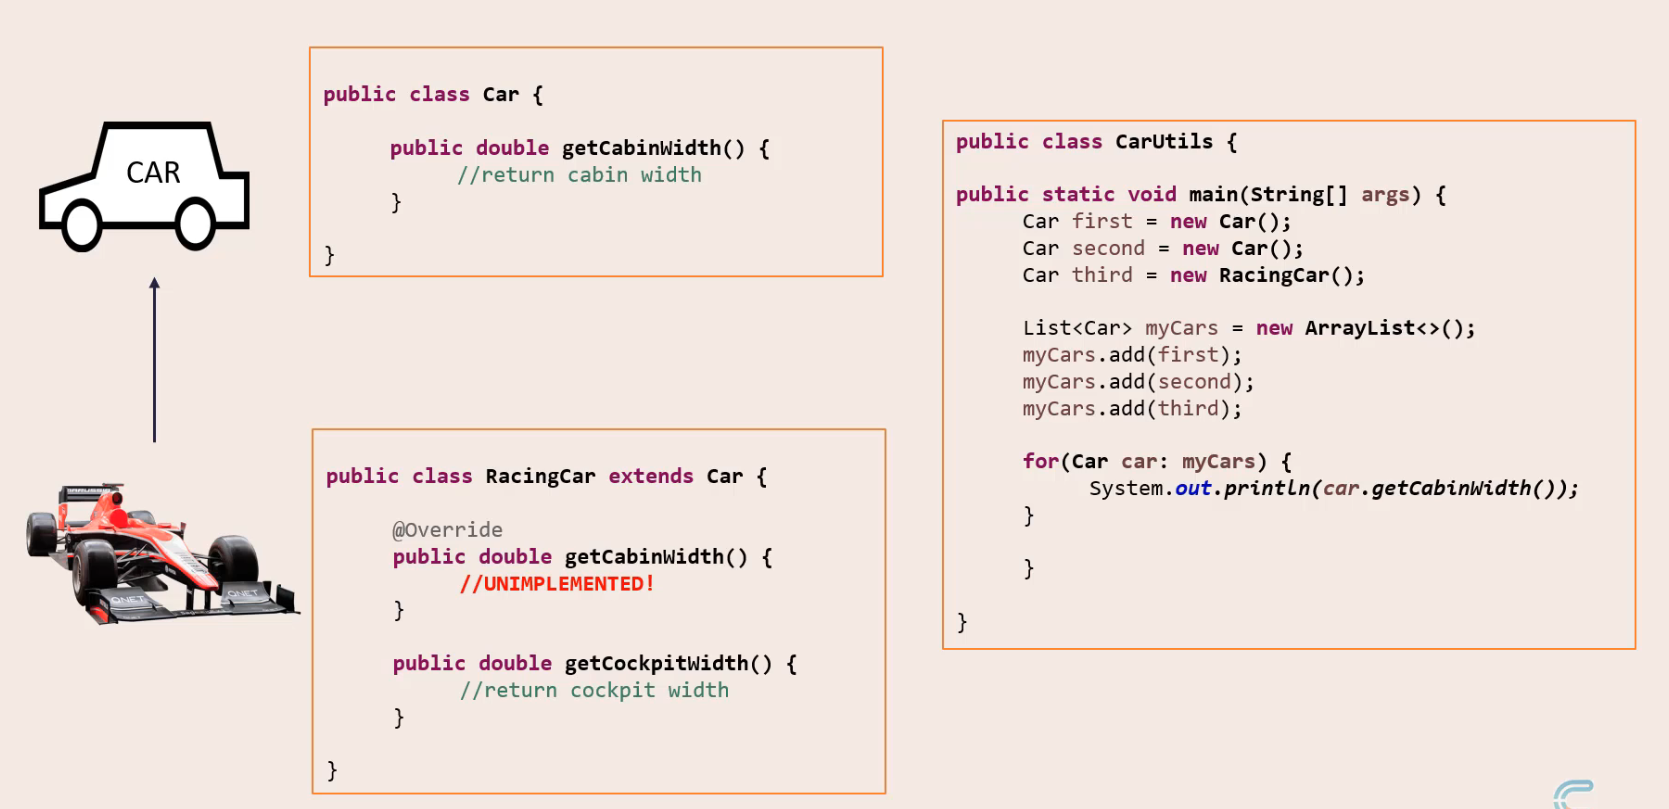 CAR
public class Car {
public double getCabinWidth() {
//return cabin width
}
}
public class RacingCar extends Car {
@Override
public double getCabinWidth() {
//UNIMPLEMENTED!
}
public double getCockpitWidth() {
//return cockpit width
}
}
public class CarUtils {
public static void main(String[] args) {
Car first = new Car();
Car second = new Car();
Car third = new RacingCar();
List<Car> myCars = new ArrayList<>();
myCars.add(first);
myCars.add(second);
myCars.add(third);
for(Car car: myCars) {
System.out.println(car.getCabinWidth());
}
}
}
QNET
QNET